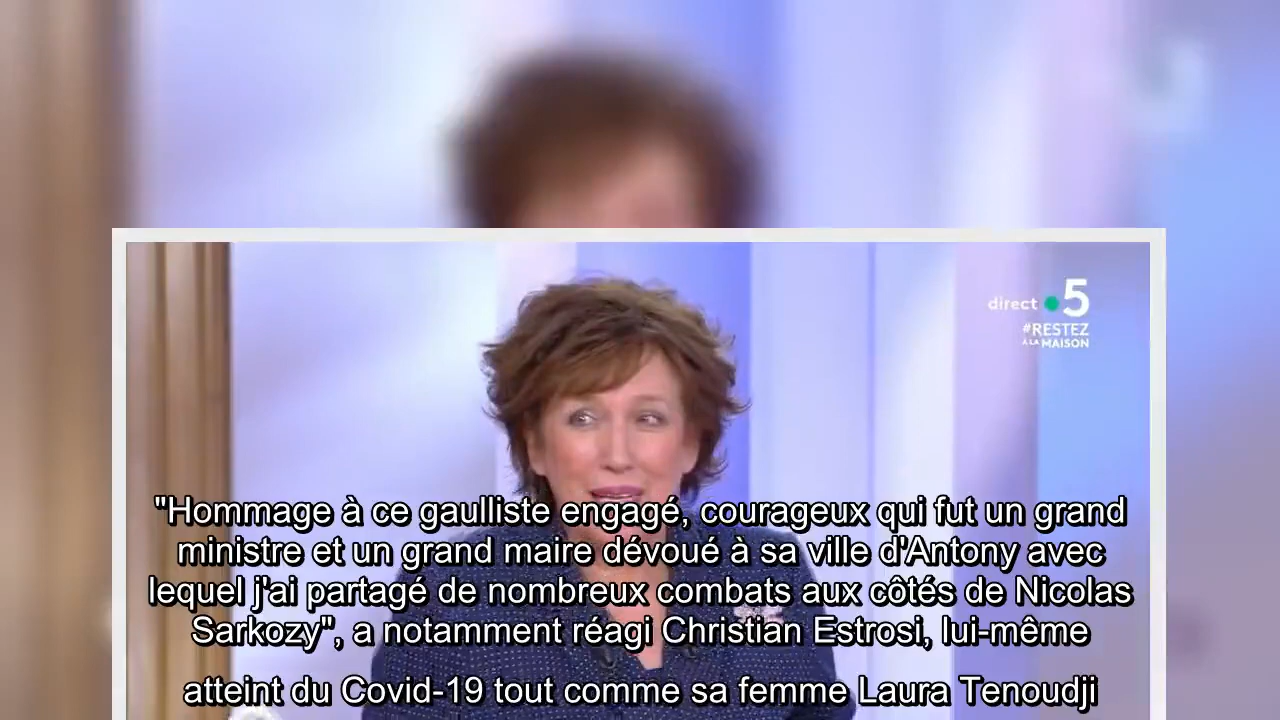 direct 5
#RESTEZ
À LA MAISON
"Hommage à ce gaulliste engagé, courageux qui fut un grand
ministre et un grand maire dévoué à sa ville d'Antony avec
lequel j'ai partagé de nombreux combats aux côtés de Nicolas
Sarkozy", a notamment réagi Christian Estrosi, lui-même
atteint du Covid-19 tout comme sa femme Laura Tenoudji